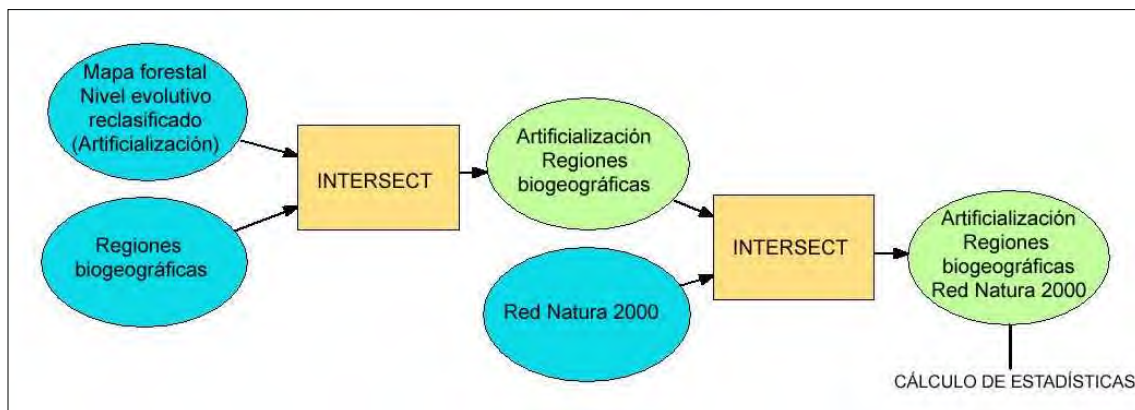 Mapa forestal
Nivel evolutivo
reclasificado
(Artificialización)
Regiones
biogeográficas
INTERSECT
Artificialización
Regiones
biogeográficas
Red Natura 2000
INTERSECT
Artificialización
Regiones
biogeográficas
Red Natura 2000
CÁLCULO DE ESTADÍSTICAS